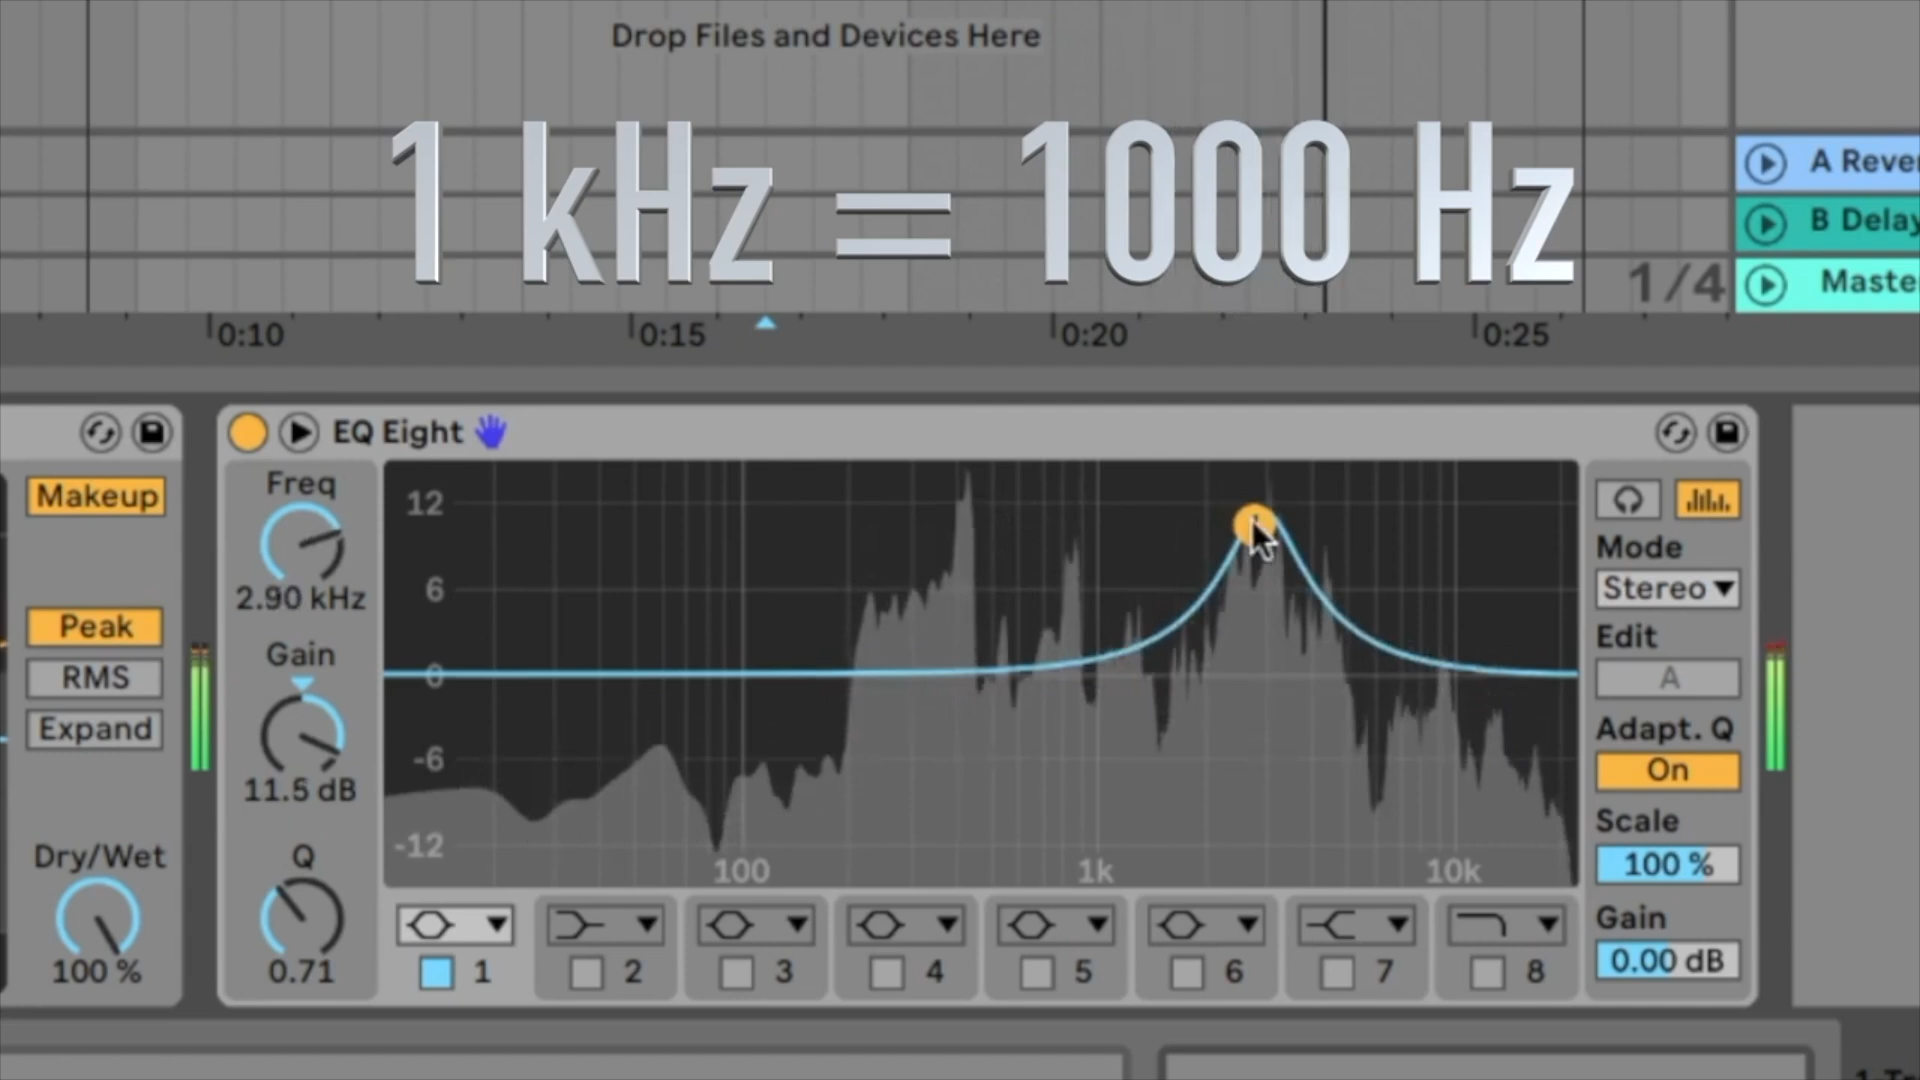 Drop Files and Devices Here
1 kHz = 1000 Hz
A Rever
B Delay
1/4
Master
0:10
0:15
0:20
0:25
EQ Eight
Makeup
Peak
RMS
Expand
Dry/Wet
100 %
Freq
2.90 kHz
Gain
11.5 dB
Q
0.71
12
6
0
-6
-12
100
1k
10k
1
2
3
4
5
6
7
8
Mode
Stereo
Edit
A
Adapt. Q
On
Scale
100 %
Gain
0.00 dB